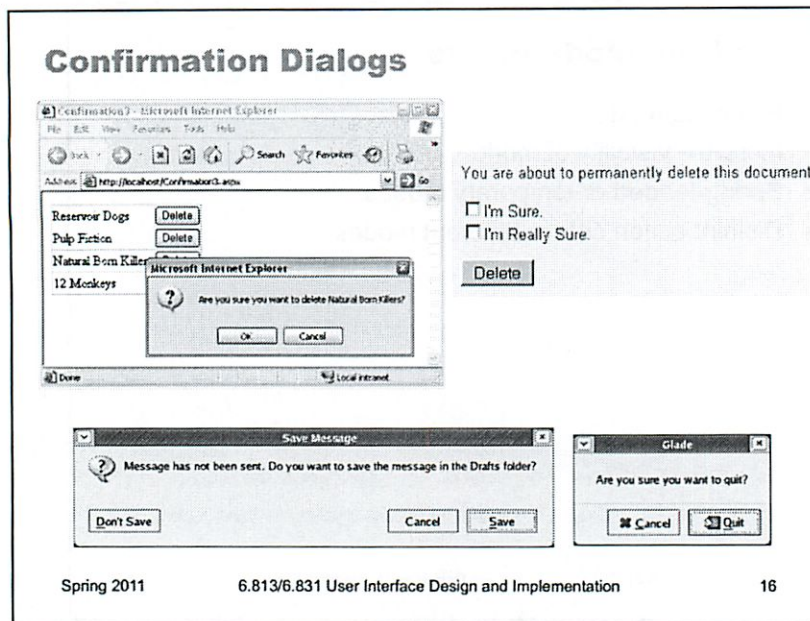 Confirmation Dialogs
Confirmation3 - Microsoft Internet Explorer
File Edit View Favorites Tools Help
Back Search Favorites
Address http://localhost/Confirmation3.aspx Go
Reservoir Dogs Delete
Pulp Fiction Delete
Natural Born Killer
12 Monkeys
Microsoft Internet Explorer
Are you sure you want to delete Natural Born Killers?
OK Cancel
Done Local intranet
You are about to permanently delete this document
I'm Sure.
I'm Really Sure.
Delete
Save Message
Message has not been sent. Do you want to save the message in the Drafts folder?
Don't Save Cancel Save
Glade
Are you sure you want to quit?
Cancel Quit
Spring 2011 6.813/6.831 User Interface Design and Implementation 16